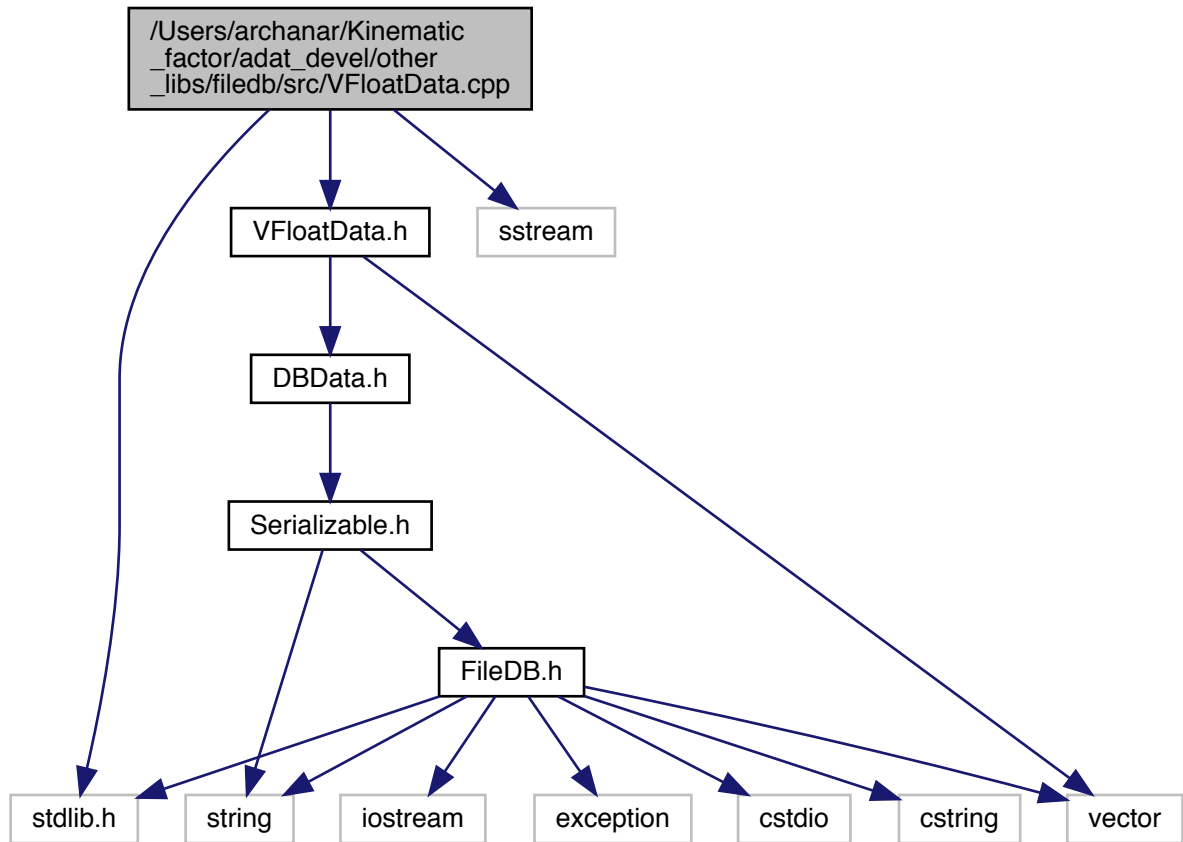 /Users/archanar/Kinematic
_factor/adat_devel/other
_libs/filedb/src/VFloatData.cpp
VFloatData.h
sstream
DBData.h
Serializable.h
FileDB.h
stdlib.h
string
iostream
exception
cstdio
cstring
vector